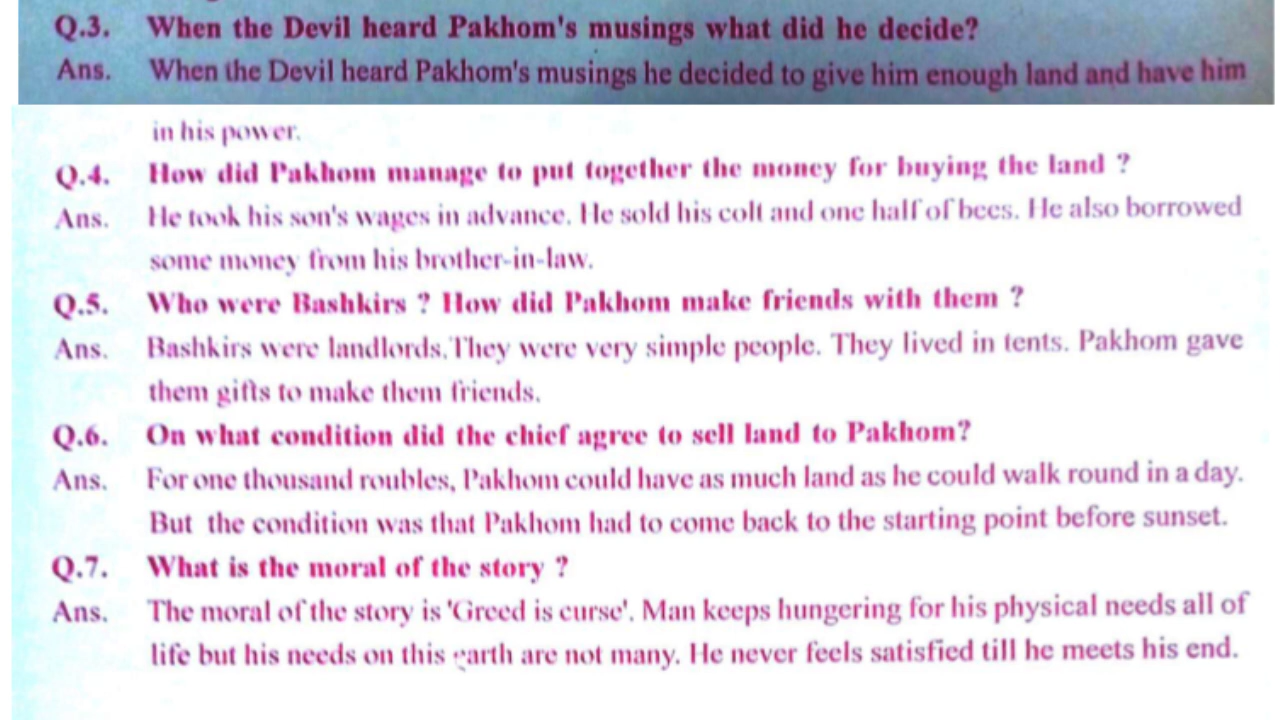 Q.3. When the Devil heard Pakhom's musings what did he decide?
Ans. When the Devil heard Pakhom's musings he decided to give him enough land and have him
in his power.
Q.4. How did Pakhom manage to put together the money for buying the land ?
Ans. He took his son's wages in advance. He sold his colt and one half of bees. He also borrowed
some money from his brother-in-law.
Q.5. Who were Bashkirs ? How did Pakhom make friends with them ?
Ans. Bashkirs were landlords.They were very simple people. They lived in tents. Pakhom gave
them gifts to make them friends.
Q.6. On what condition did the chief agree to sell land to Pakhom?
Ans. For one thousand roubles, Pakhom could have as much land as he could walk round in a day.
But the condition was that Pakhom had to come back to the starting point before sunset.
Q.7. What is the moral of the story ?
Ans. The moral of the story is 'Greed is curse'. Man keeps hungering for his physical needs all of
life but his needs on this earth are not many. He never feels satisfied till he meets his end.